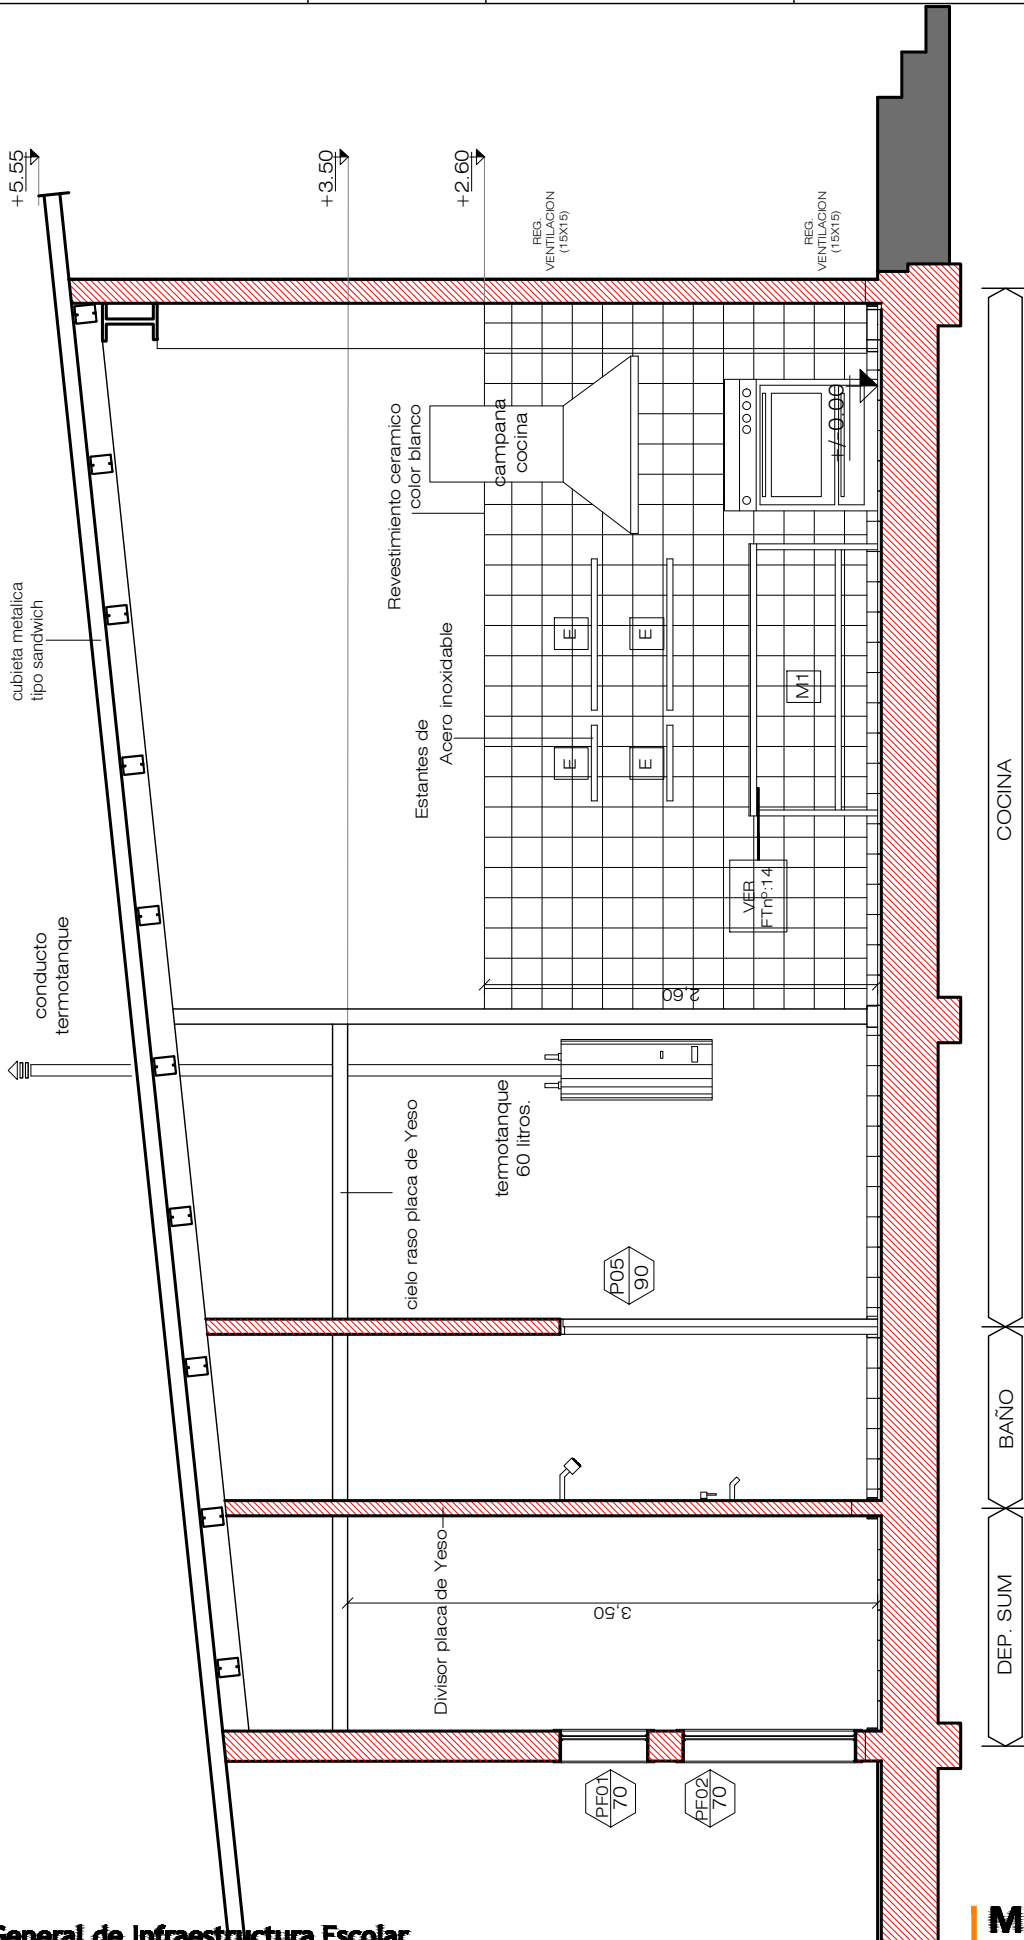 +5.55
+3.50
+2.60
REG.
VENTILACION
(15X15)
REG.
VENTILACION
(15X15)
cubieta metalica
tipo sandwich
Revestimiento ceramico
color blanco
campana
cocina
+/-0.00
Estantes de
Acero inoxidable
E
E
E
E
M1
VER
FTnº:14
2,60
conducto
termotanque
termotanque
60 litros.
cielo raso placa de Yeso
P05
90
Divisor placa de Yeso
3,50
PF01
70
PF02
70
COCINA
BAÑO
DEP. SUM
General de Infraestructura Escolar
M